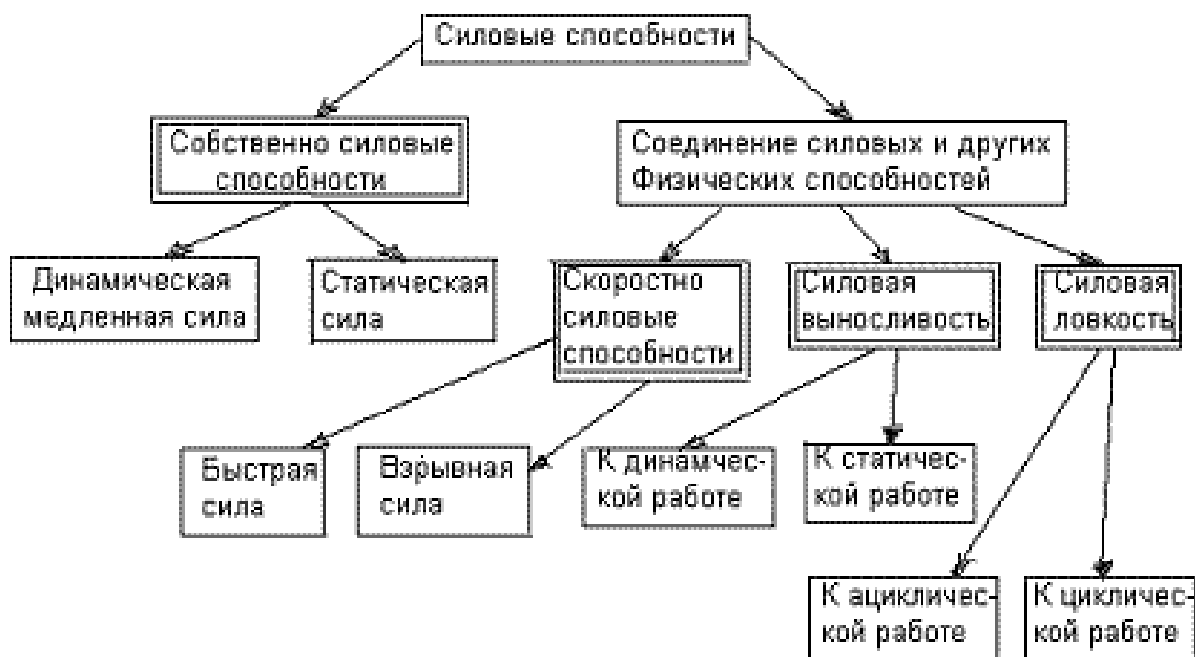 Силовые способности
Собственно силовые
способности
Соединение силовых и других
Физических способностей
Динамическая
медленная сила
Статическая
сила
Скоростно
силовые
способности
Силовая
выносливость
Силовая
ловкость
Быстрая
сила
Взрывная
сила
К динамчес-
кой работе
К статичес-
кой работе
К ацикличес-
кой работе
К цикличес-
кой работе